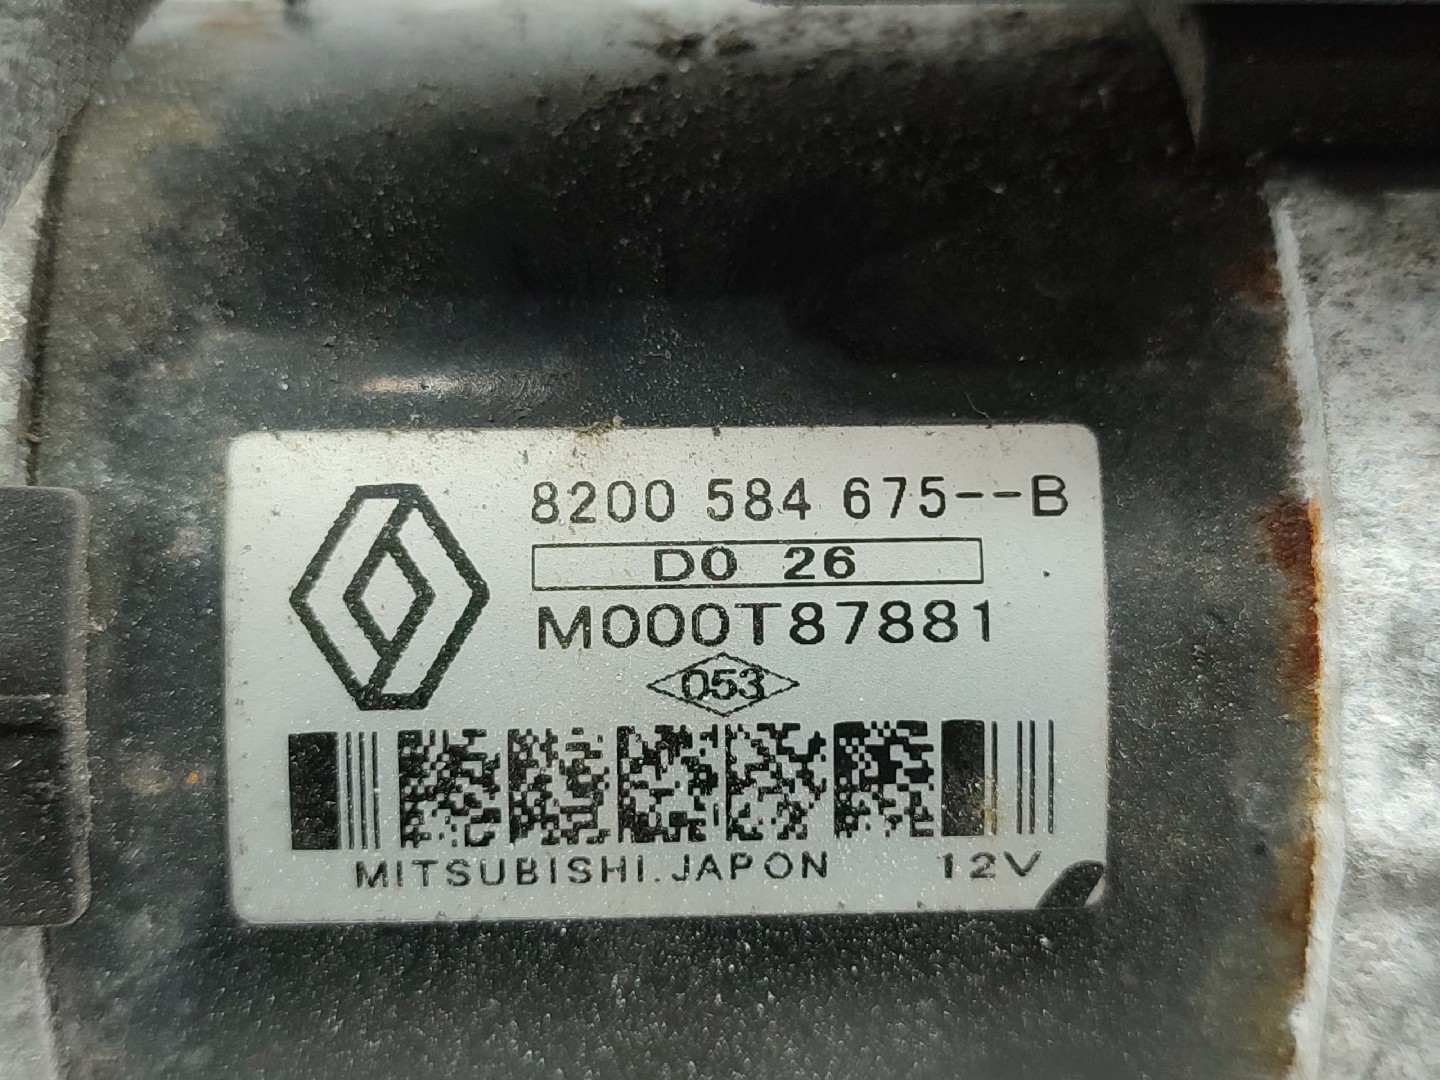 8200 584 675--B
D0 26
M000T87881
053
MITSUBISHI.JAPON 12V